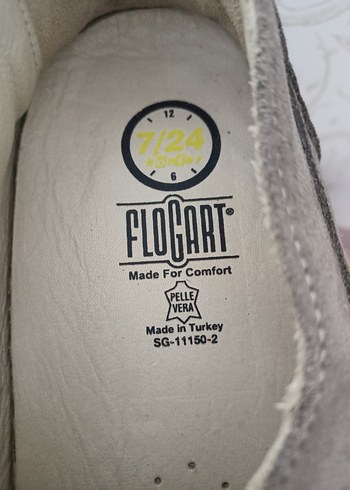 12
7/24
6
FLOGART®
Made For Comfort
PELLE
VERA
Made in Turkey
SG-11150-2